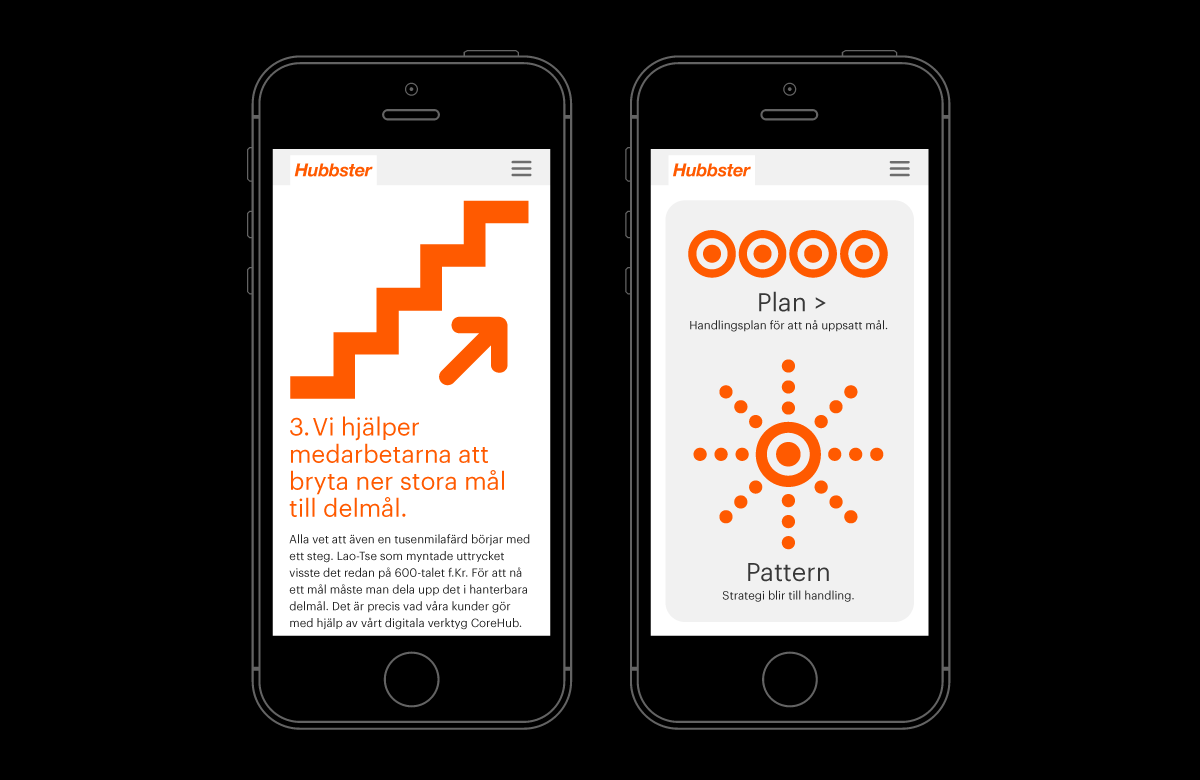 Hubbster
3. Vi hjälper
medarbetarna att
bryta ner stora mål
till delmål.
Alla vet att även en tusenmilafärd börjar med
ett steg. Lao-Tse som myntade uttrycket
visste det redan på 600-talet f.Kr. För att nå
ett mål måste man dela upp det i hanterbara
delmål. Det är precis vad våra kunder gör
med hjälp av vårt digitala verktyg CoreHub.
Hubbster
Plan >
Handlingsplan för att nå uppsatt mål.
Pattern
Strategi blir till handling.